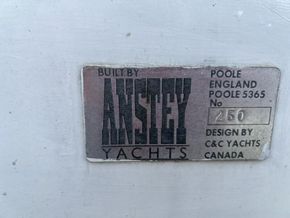 BUILT BY
ANSTEY
YACHTS
POOLE
ENGLAND
POOLE 5365
No
250
DESIGN BY
C&C YACHTS
CANADA